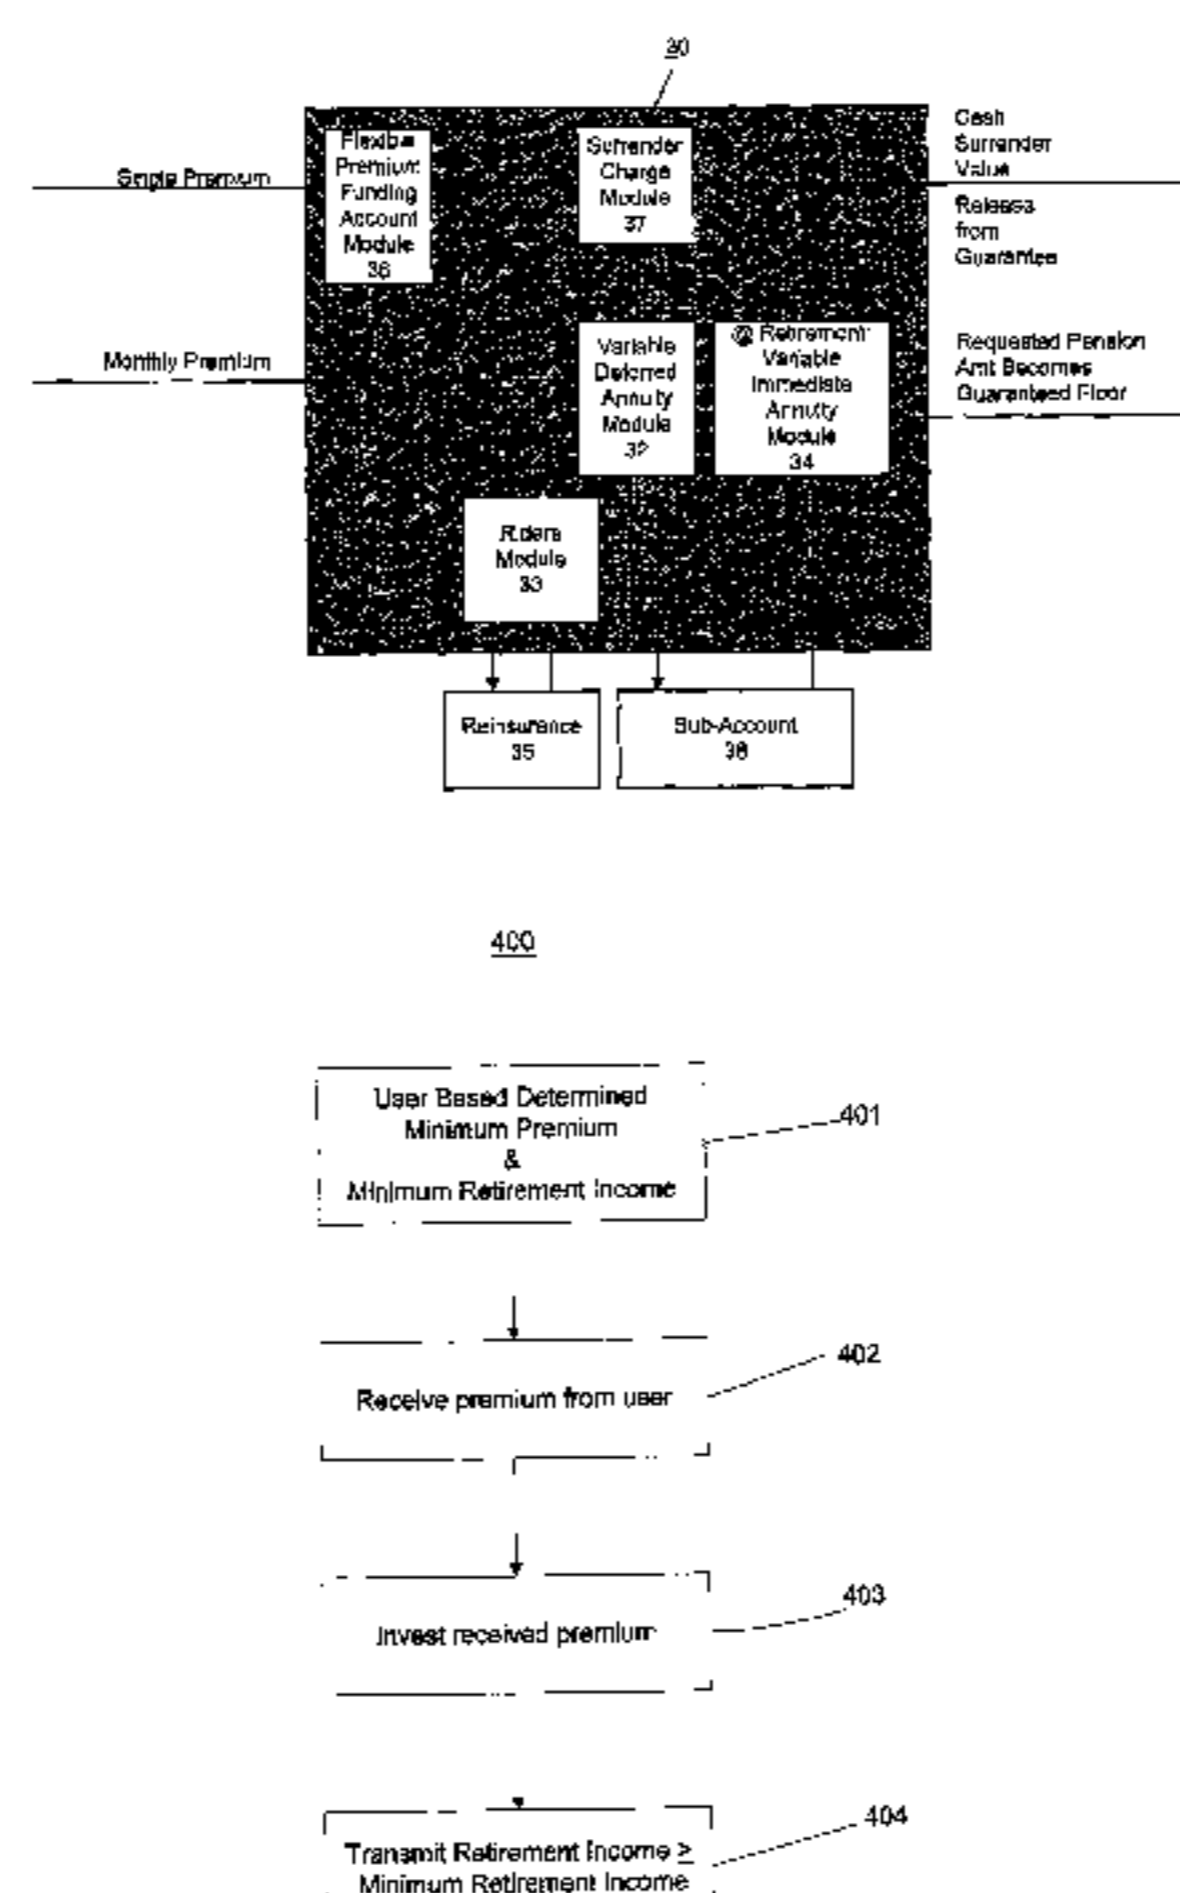 30
Flexible
Premium
Funding
Account
Module
36
Surrender
Charge
Module
37
Single Premium
Monthly Premium
Cash
Surrender
Value
Release
from
Guarantee
Variable
Deferred
Annuity
Module
32
@ Retirement:
Variable
Immediate
Annuity
Module
34
Requested Pension
Amt Becomes
Guaranteed Floor
Riders
Module
33
Reinsurance
35
Sub-Account
38
400
User Based Determined
Minimum Premium
&
Minimum Retirement Income
401
Receive premium from user
402
Invest received premium
403
Transmit Retirement Income ≥
Minimum Retirement Income
404